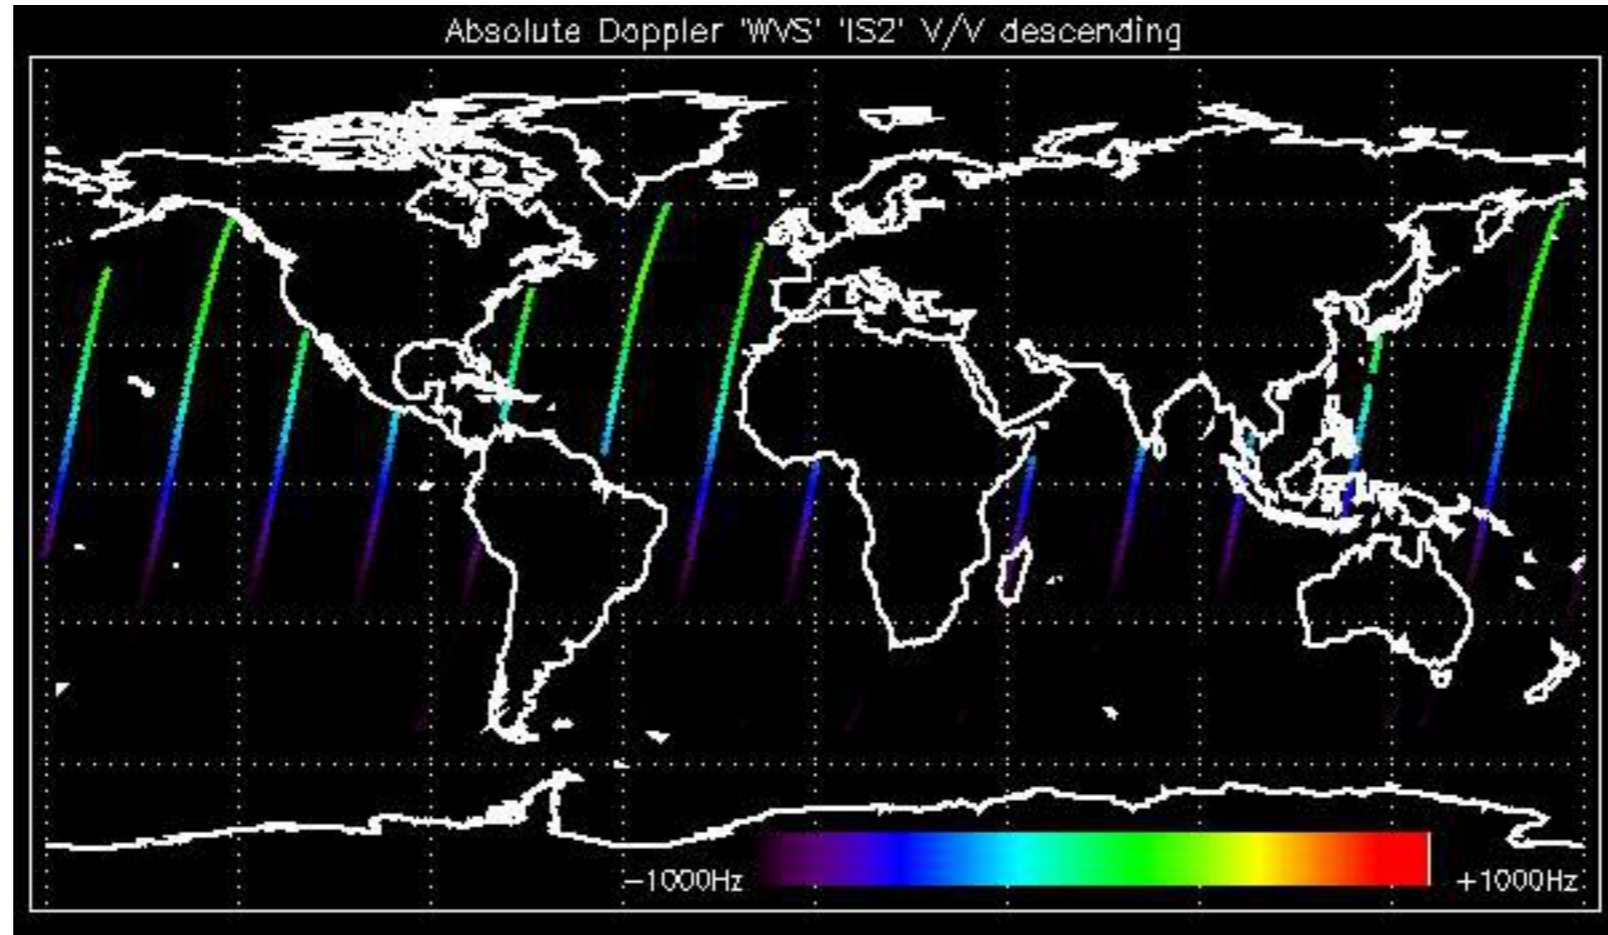 Absolute Doppler 'WVS' 'IS2' V/V descending
−1000Hz
+1000Hz